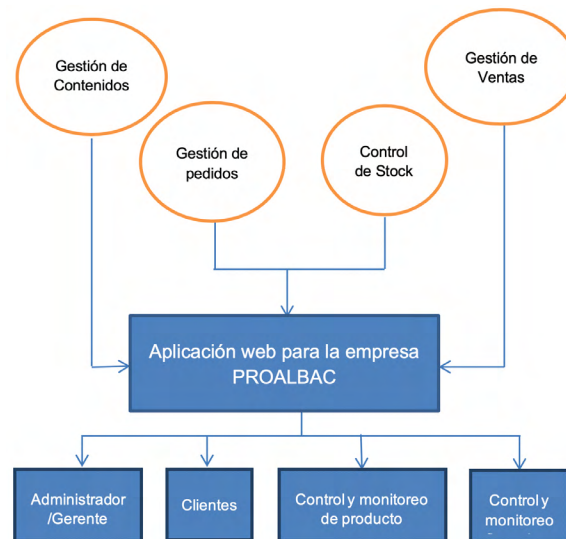 Gestión de
Contenidos
Gestión de
Ventas
Gestión de
pedidos
Control
de Stock
Aplicación web para la empresa
PROALBAC
Administrador
/Gerente
Clientes
Control y monitoreo
de producto
Control y
monitoreo